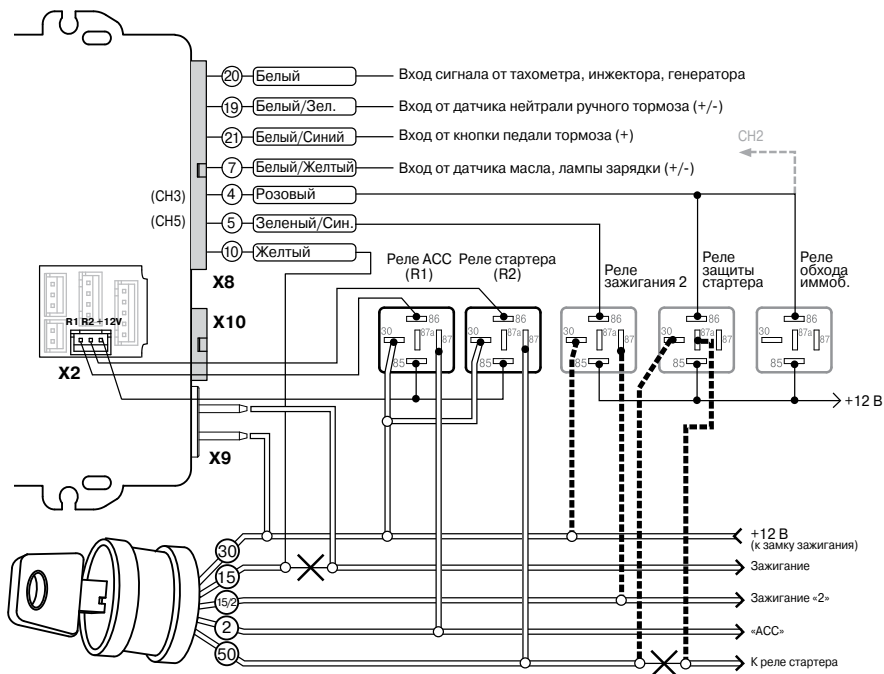 20 Белый Вход сигнала от тахометра, инжектора, генератора
19 Белый/Зел. Вход от датчика нейтрали ручного тормоза (+/-)
21 Белый/Синий Вход от кнопки педали тормоза (+)
CH2
7 Белый/Желтый Вход от датчика масла, лампы зарядки (+/-)
(CH3) 4 Розовый
(CH5) 5 Зеленый/Син.
10 Желтый
X8
Реле ACC
(R1)
Реле стартера
(R2)
Реле
зажигания 2
Реле
защиты
стартера
Реле
обхода
иммоб.
X10
R1 R2 +12V
X2
86
30 87a 87
85
86
30 87a 87
85
86
30 87a 87
85
86
30 87a 87
85
86
30 87a 87
85
+12 В
X9
30 +12 В
(к замку зажигания)
15 Зажигание
15/2 Зажигание «2»
2 «ACC»
50 К реле стартера